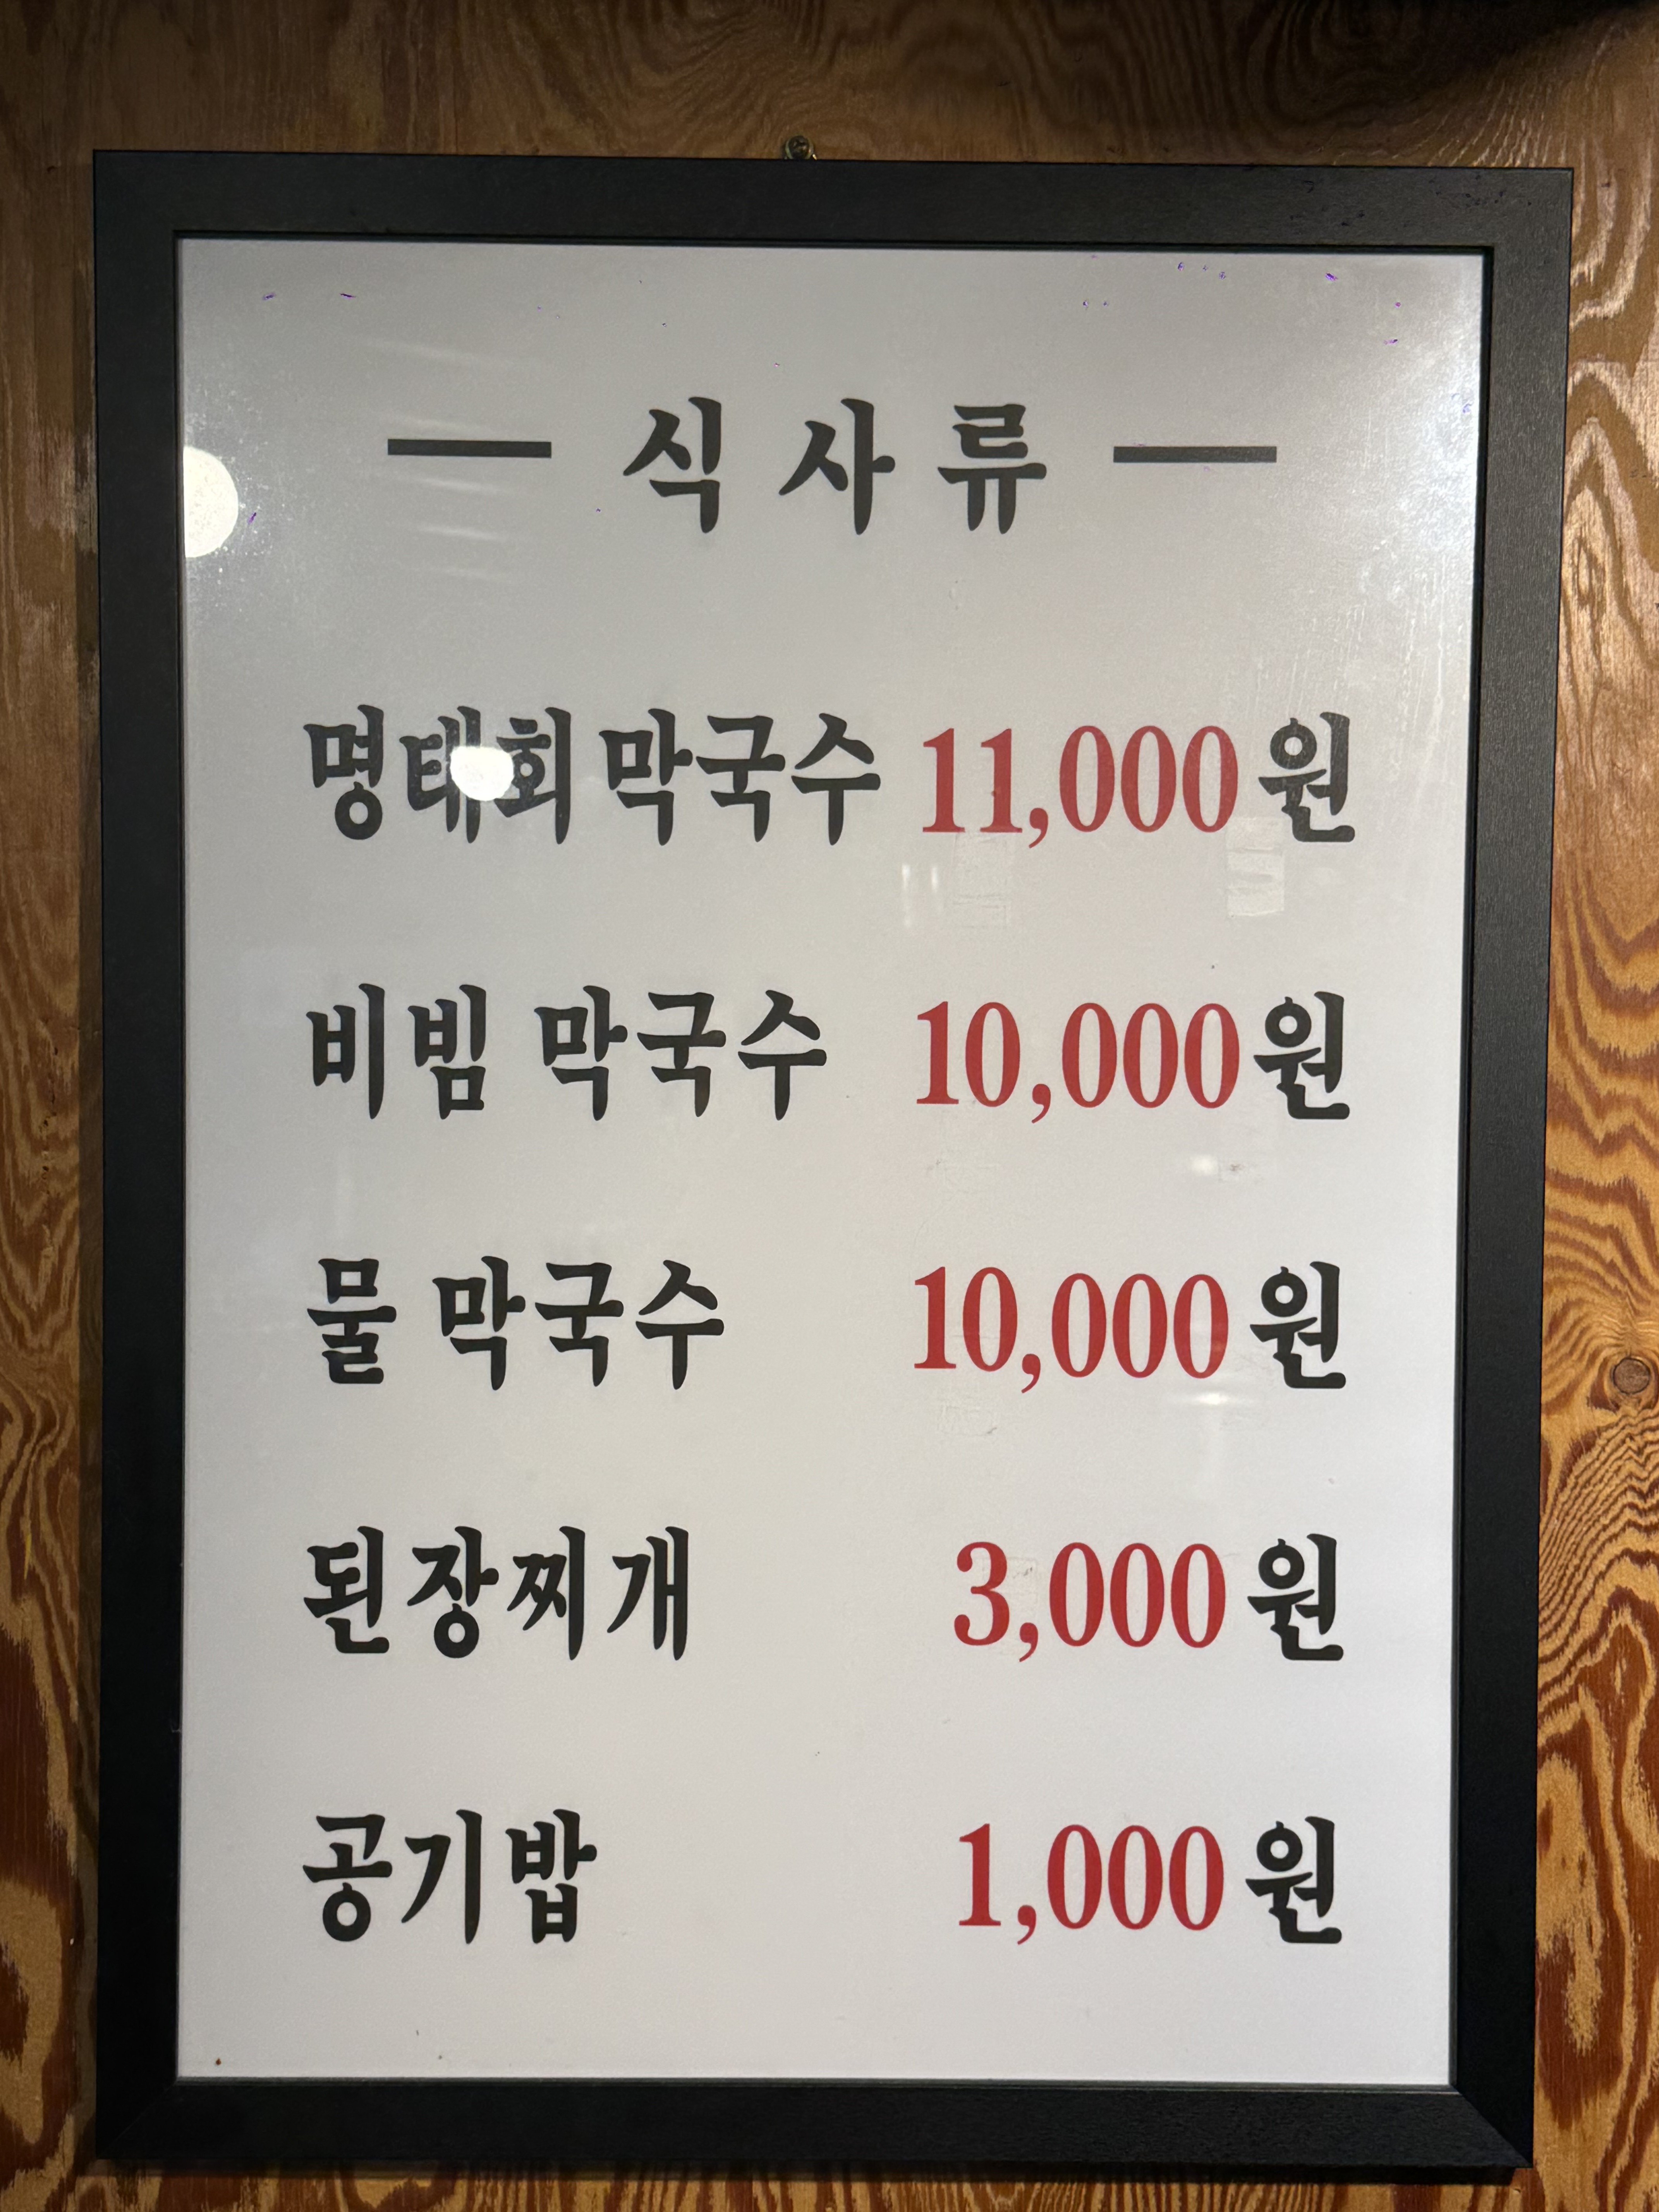 식사류
명태회 막국수 11,000원
비빔 막국수 10,000원
물 막국수 10,000원
된장찌개 3,000원
공기밥 1,000원